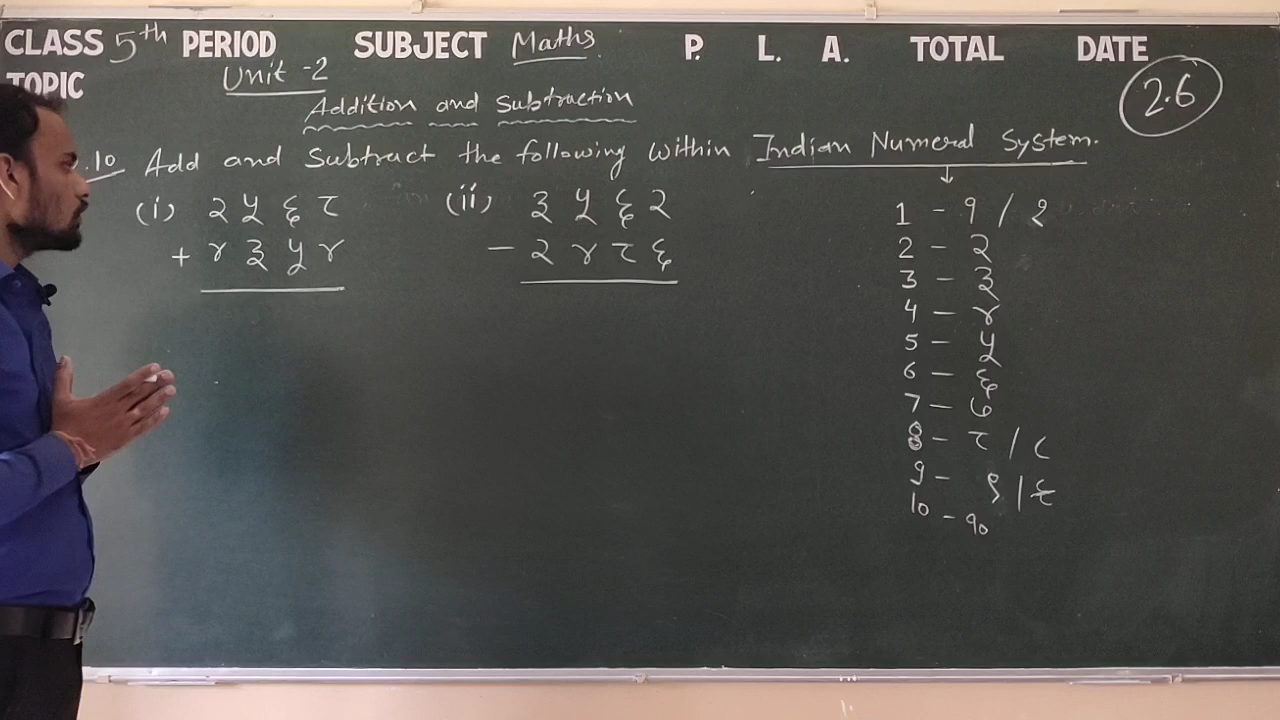 CLASS 5th PERIOD SUBJECT Maths. P. L. A. TOTAL DATE
TOPIC Unit-2
2.6
Addition and Subtraction
.10 Add and Subtract the following within Indian Numeral System.
(i) २ ५ ६ ८
+ ४ ३ ५ ४
(ii) ३ ५ ६ २
- २ ४ ८ ६
1 - १ / 
2 - २
3 - ३
4 - ४
5 - ५
6 - ६
7 - ७
8 - ८ / 
9 - ९ / 
10 - १०